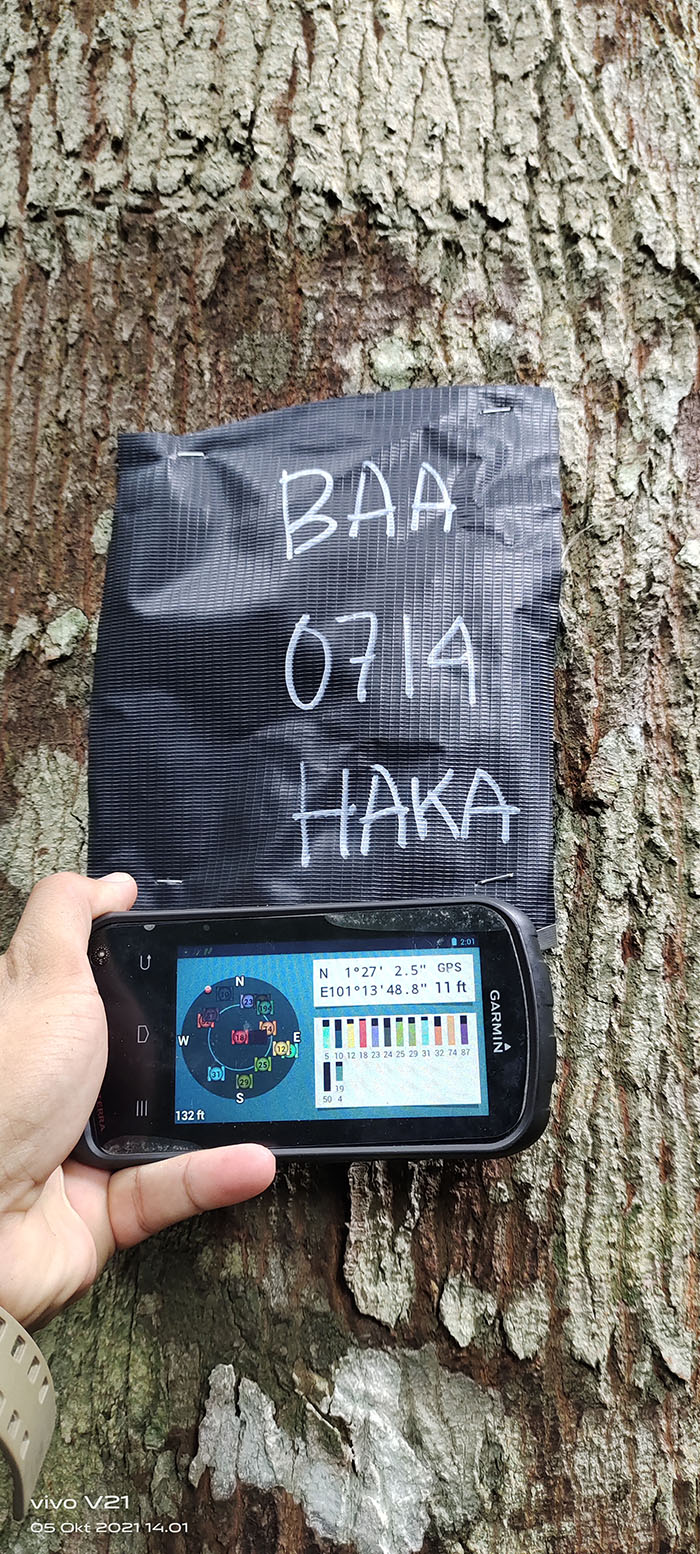 BAA
0714
HAKA
2:01
N 1°27' 2.5" GPS
E101°13'48.8" 11 ft
N
W
E
S
132 ft
5 10 12 18 23 24 25 29 31 32 74 87
19
50 4
GARMIN
vivo V21
05 Okt 2021 14.01